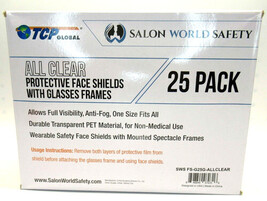 TCP GLOBAL
SALON WORLD SAFETY
ALL CLEAR
PROTECTIVE FACE SHIELDS
WITH GLASSES FRAMES
25 PACK
Allows Full Visibility, Anti-Fog, One Size Fits All
Durable Transparent PET Material, for Non-Medical Use
Wearable Safety Face Shields with Mounted Spectacle Frames
Usage Instructions: Remove both layers of protective film from
shield before attaching the glasses frame and using face shields.
www.SalonWorldSafety.com
SWS FS-G252-ALLCLEAR